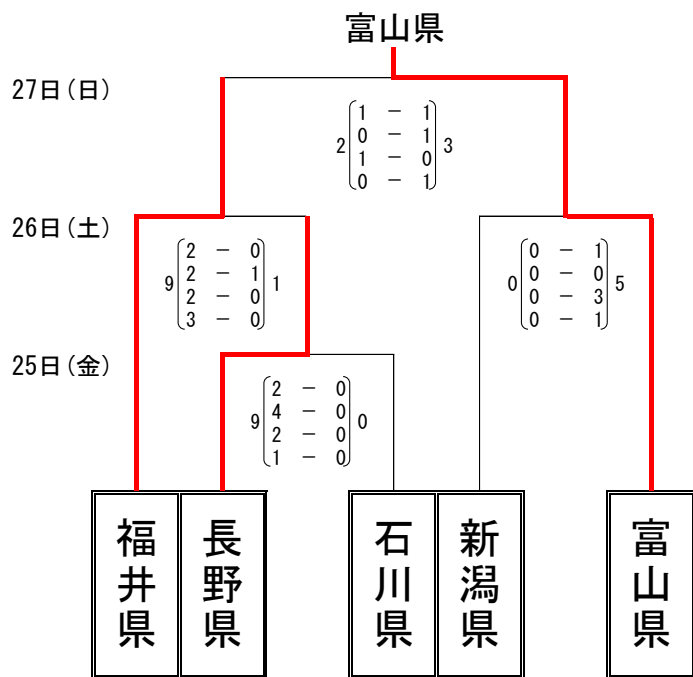 富山県
27日(日)
1 － 1
0 － 1
2 3
1 － 0
0 － 1
26日(土)
2 － 0
2 － 1
9 1
2 － 0
3 － 0
0 － 1
0 － 0
0 5
0 － 3
0 － 1
25日(金)
2 － 0
4 － 0
9 0
2 － 0
1 － 0
福井県
長野県
石川県
新潟県
富山県